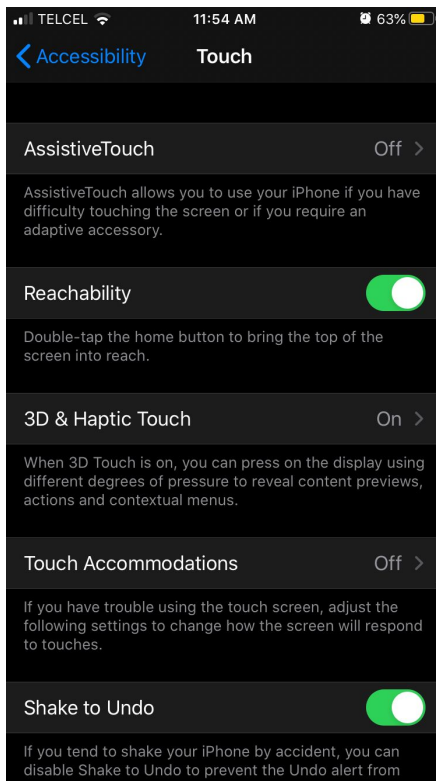 TELCEL 11:54 AM 63%
Accessibility Touch
AssistiveTouch Off
AssistiveTouch allows you to use your iPhone if you have
difficulty touching the screen or if you require an
adaptive accessory.
Reachability
Double-tap the home button to bring the top of the
screen into reach.
3D & Haptic Touch On
When 3D Touch is on, you can press on the display using
different degrees of pressure to reveal content previews,
actions and contextual menus.
Touch Accommodations Off
If you have trouble using the touch screen, adjust the
following settings to change how the screen will respond
to touches.
Shake to Undo
If you tend to shake your iPhone by accident, you can
disable Shake to Undo to prevent the Undo alert from